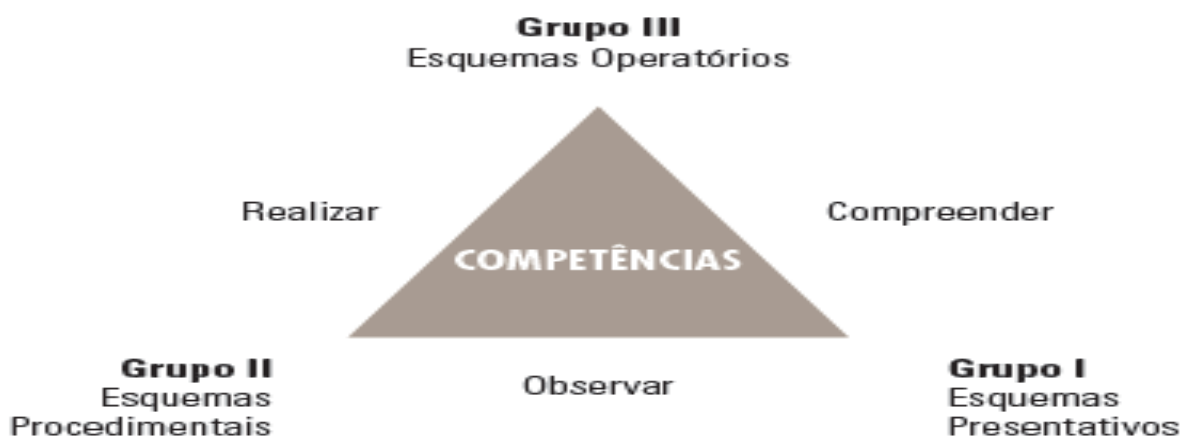 Grupo III
Esquemas Operatórios
Realizar
Compreender
COMPETÊNCIAS
Grupo II
Esquemas
Procedimentais
Observar
Grupo I
Esquemas
Presentativos